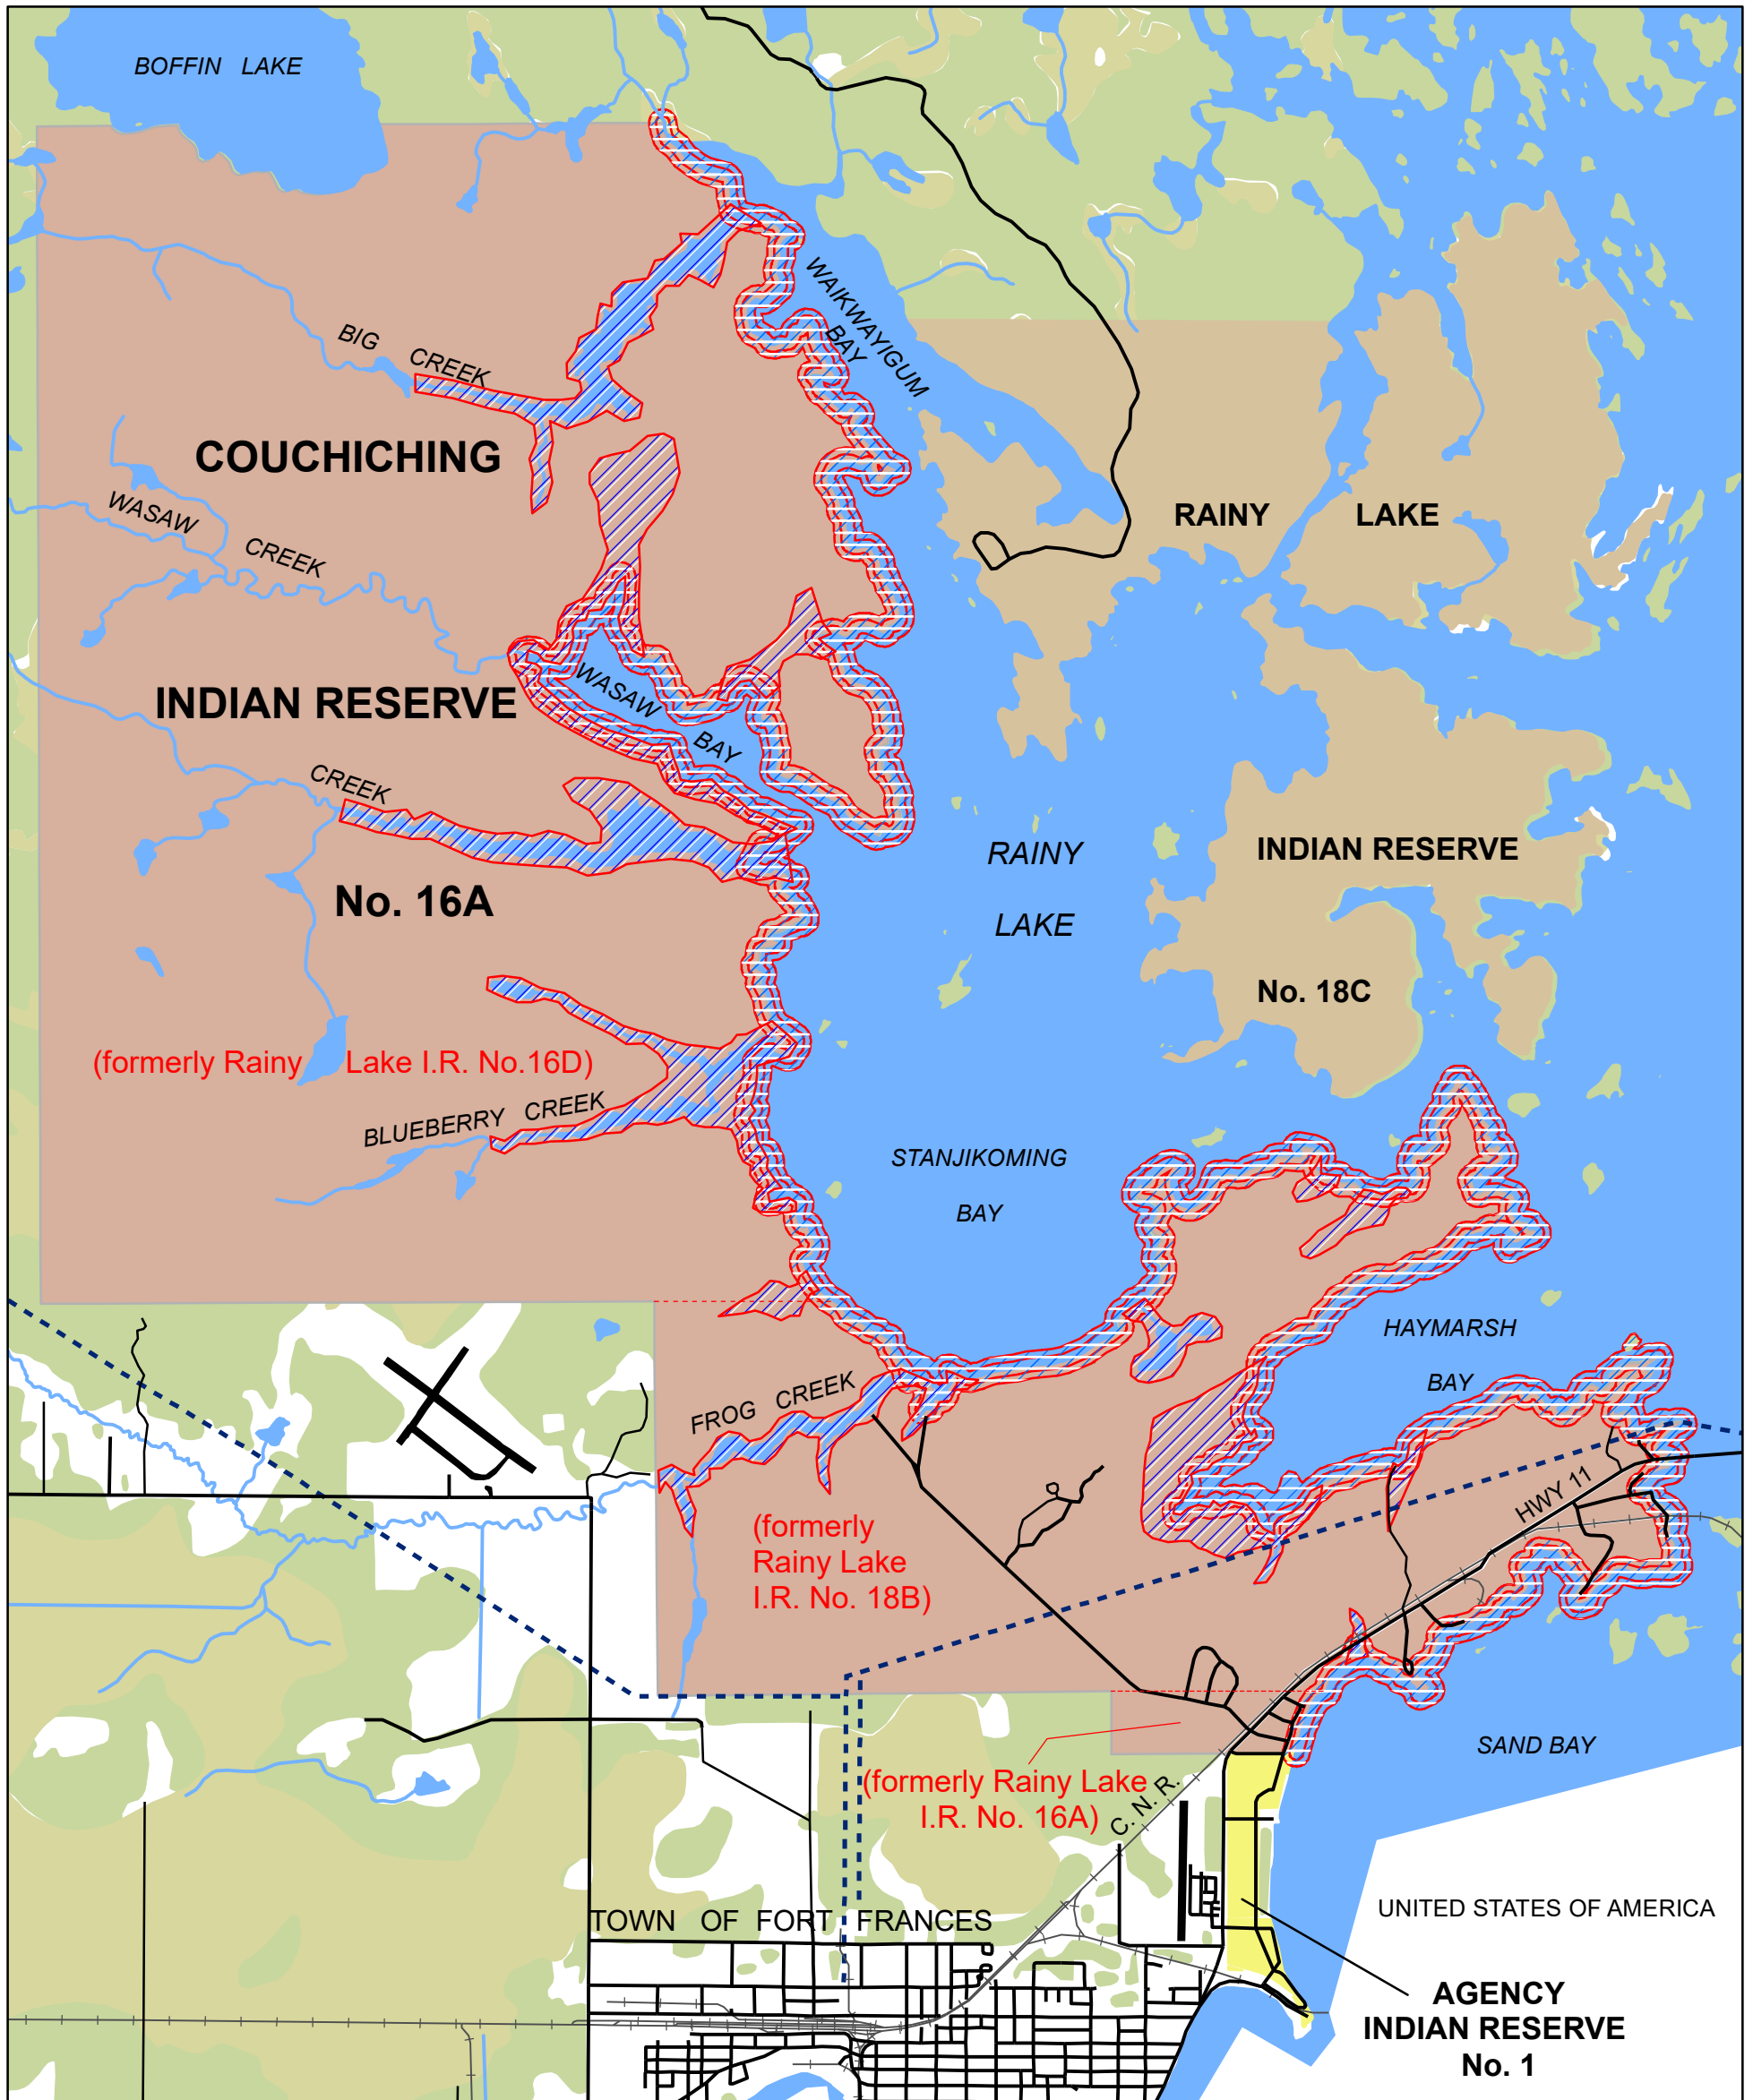 BOFFIN LAKE
WAIKWAYIGUM
BAY
BIG CREEK
COUCHICHING
WASAW CREEK
RAINY LAKE
INDIAN RESERVE
WASAW
BAY
CREEK
RAINY
LAKE
INDIAN RESERVE
No. 16A
No. 18C
(formerly Rainy Lake I.R. No.16D)
BLUEBERRY CREEK
STANJIKOMING
BAY
HAYMARSH
BAY
FROG CREEK
HWY 11
(formerly
Rainy Lake
I.R. No. 18B)
SAND BAY
(formerly Rainy Lake
I.R. No. 16A)
C. N. R.
UNITED STATES OF AMERICA
TOWN OF FORT FRANCES
AGENCY
INDIAN RESERVE
No. 1